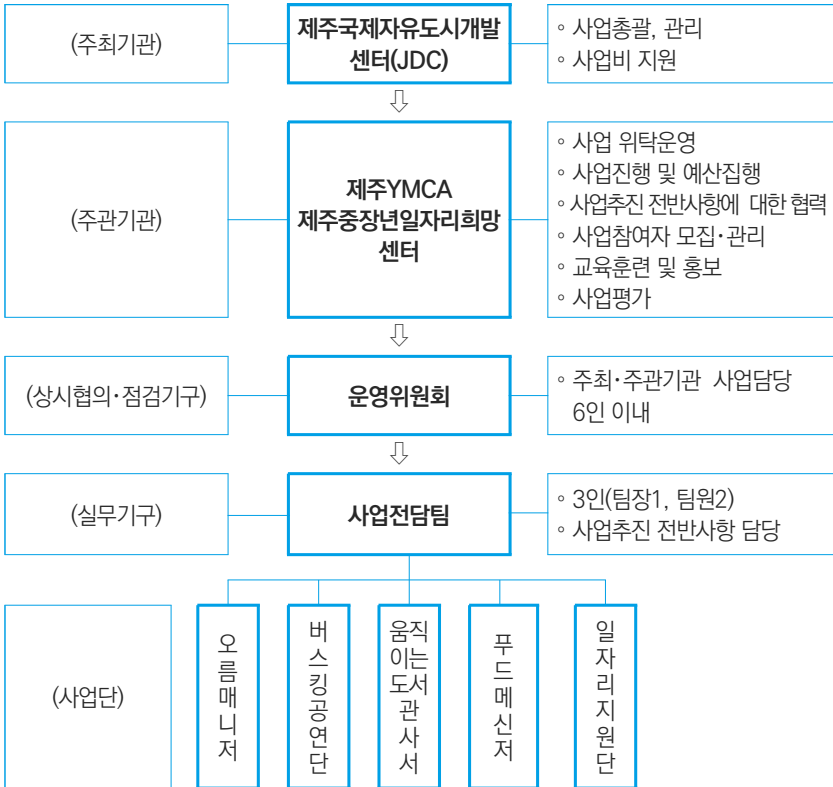 (주최기관)
제주국제자유도시개발
센터(JDC)
◦ 사업총괄, 관리
◦ 사업비 지원
⇩
(주관기관)
제주YMCA
제주중장년일자리희망
센터
◦ 사업 위탁운영
◦ 사업진행 및 예산집행
◦ 사업추진 전반사항에 대한 협력
◦ 사업참여자 모집·관리
◦ 교육훈련 및 홍보
◦ 사업평가
⇩
(상시협의·점검기구)
운영위원회
◦ 주최·주관기관 사업담당
6인 이내
⇩
(실무기구)
사업전담팀
◦ 3인(팀장1, 팀원2)
◦ 사업추진 전반사항 담당
(사업단)
오름매니저
버스킹공연단
움직
이는
도서
관사
서
푸드메신저
일자리지원단